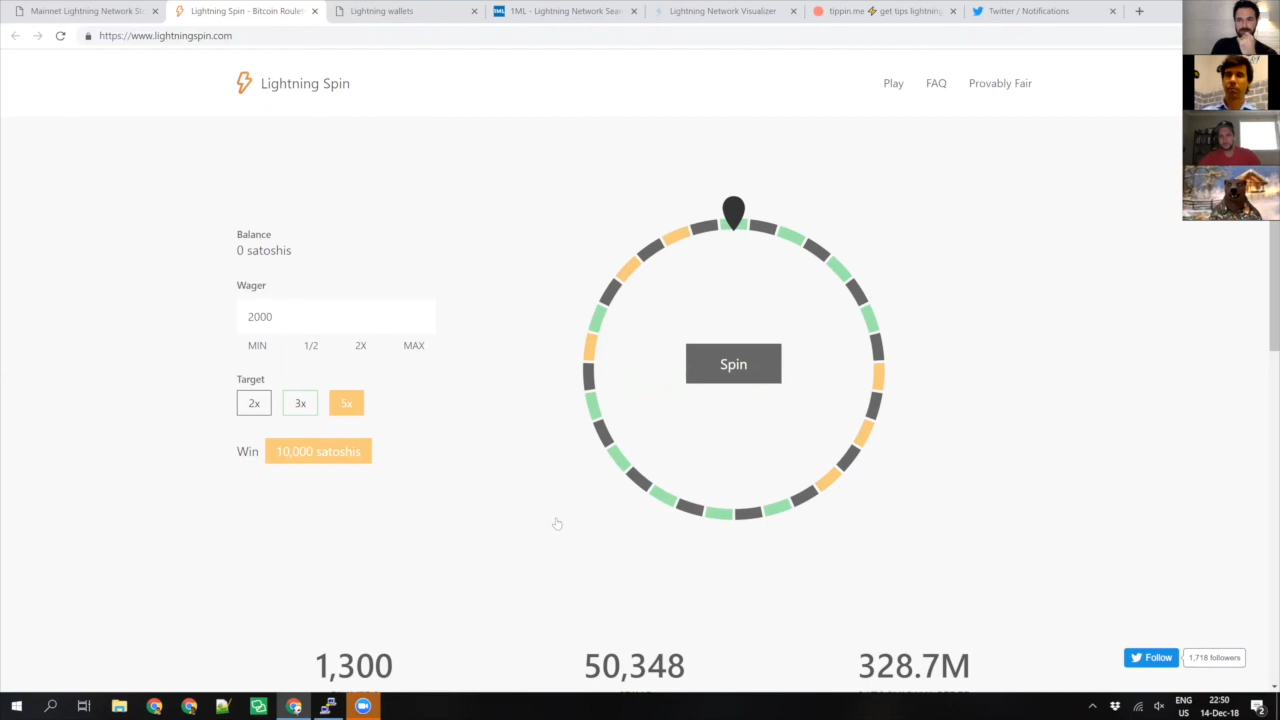 Mainnet Lightning Network Sto
Lightning Spin - Bitcoin Roulet
Lightning wallets
1ML - Lightning Network Sear
Lightning Network Visualizer
tippin.me ⚡ get tips lightning
Twitter / Notifications
https://www.lightningspin.com
Lightning Spin
Play
FAQ
Provably Fair
Balance
0 satoshis
Wager
2000
MIN
1/2
2X
MAX
Target
2x
3x
5x
Win
10,000 satoshis
Spin
1,300
50,348
328.7M
Follow
1,718 followers
ENG
US
22:50
14-Dec-18
2